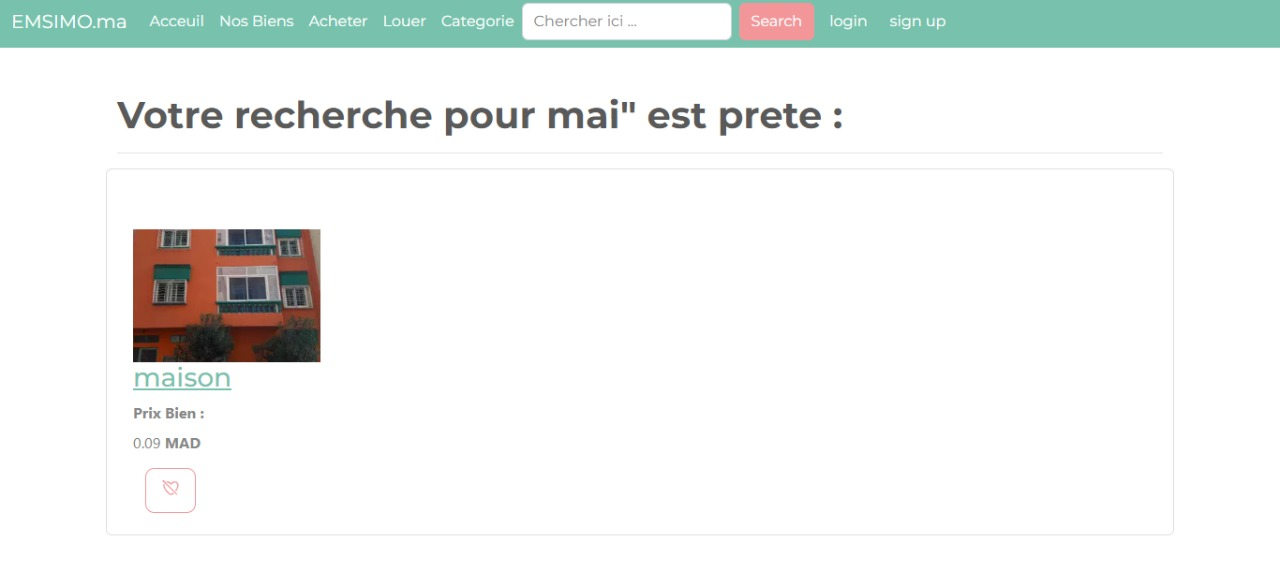 EMSIMO.ma Acceuil Nos Biens Acheter Louer Categorie Chercher ici ... Search login sign up
Votre recherche pour mai" est prete :
maison
Prix Bien :
0.09 MAD